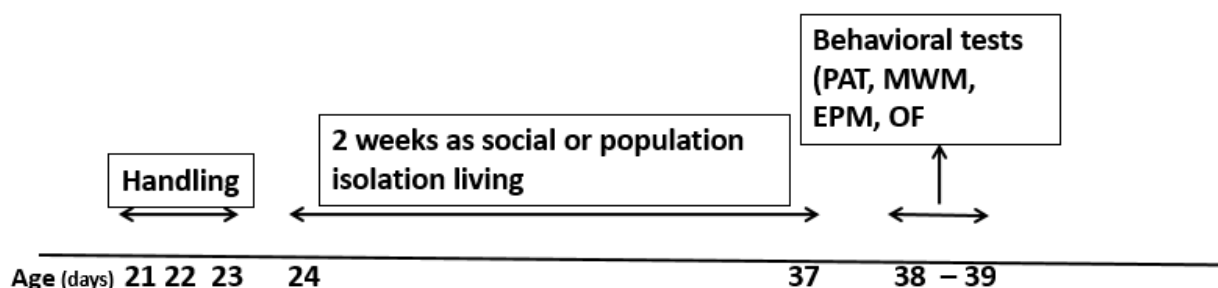 Behavioral tests
(PAT, MWM,
EPM, OF
2 weeks as social or population
isolation living
Handling
Age (days) 21 22 23 24 37 38 – 39